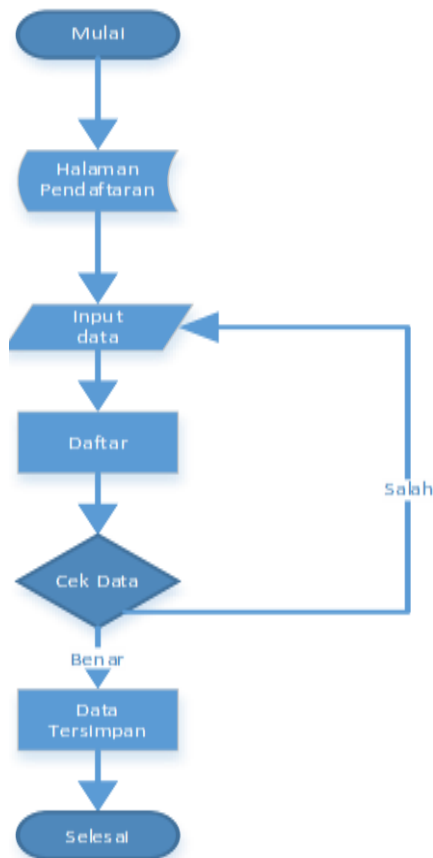 Mulai
Halaman
Pendaftaran
Input
data
Daftar
Salah
Cek Data
Benar
Data
Tersimpan
Selesai